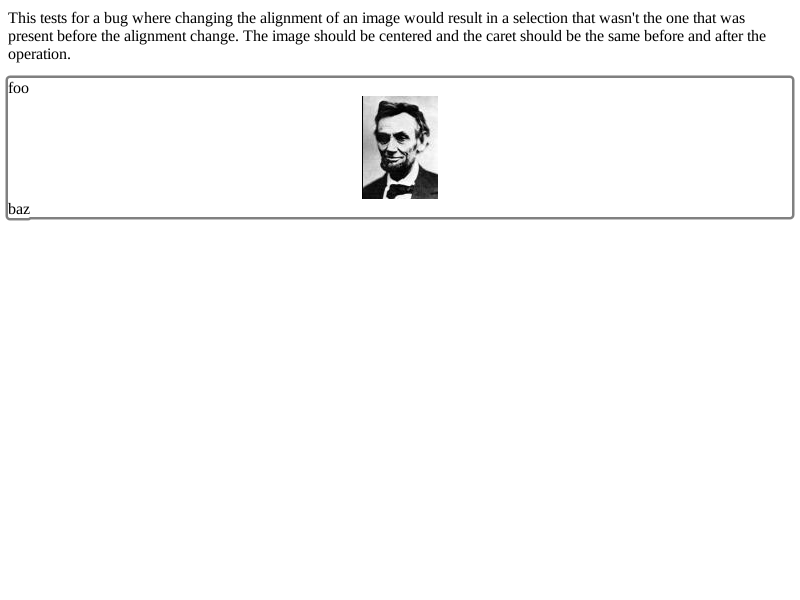 This tests for a bug where changing the alignment of an image would result in a selection that wasn't the one that was
present before the alignment change. The image should be centered and the caret should be the same before and after the
operation.
foo
baz